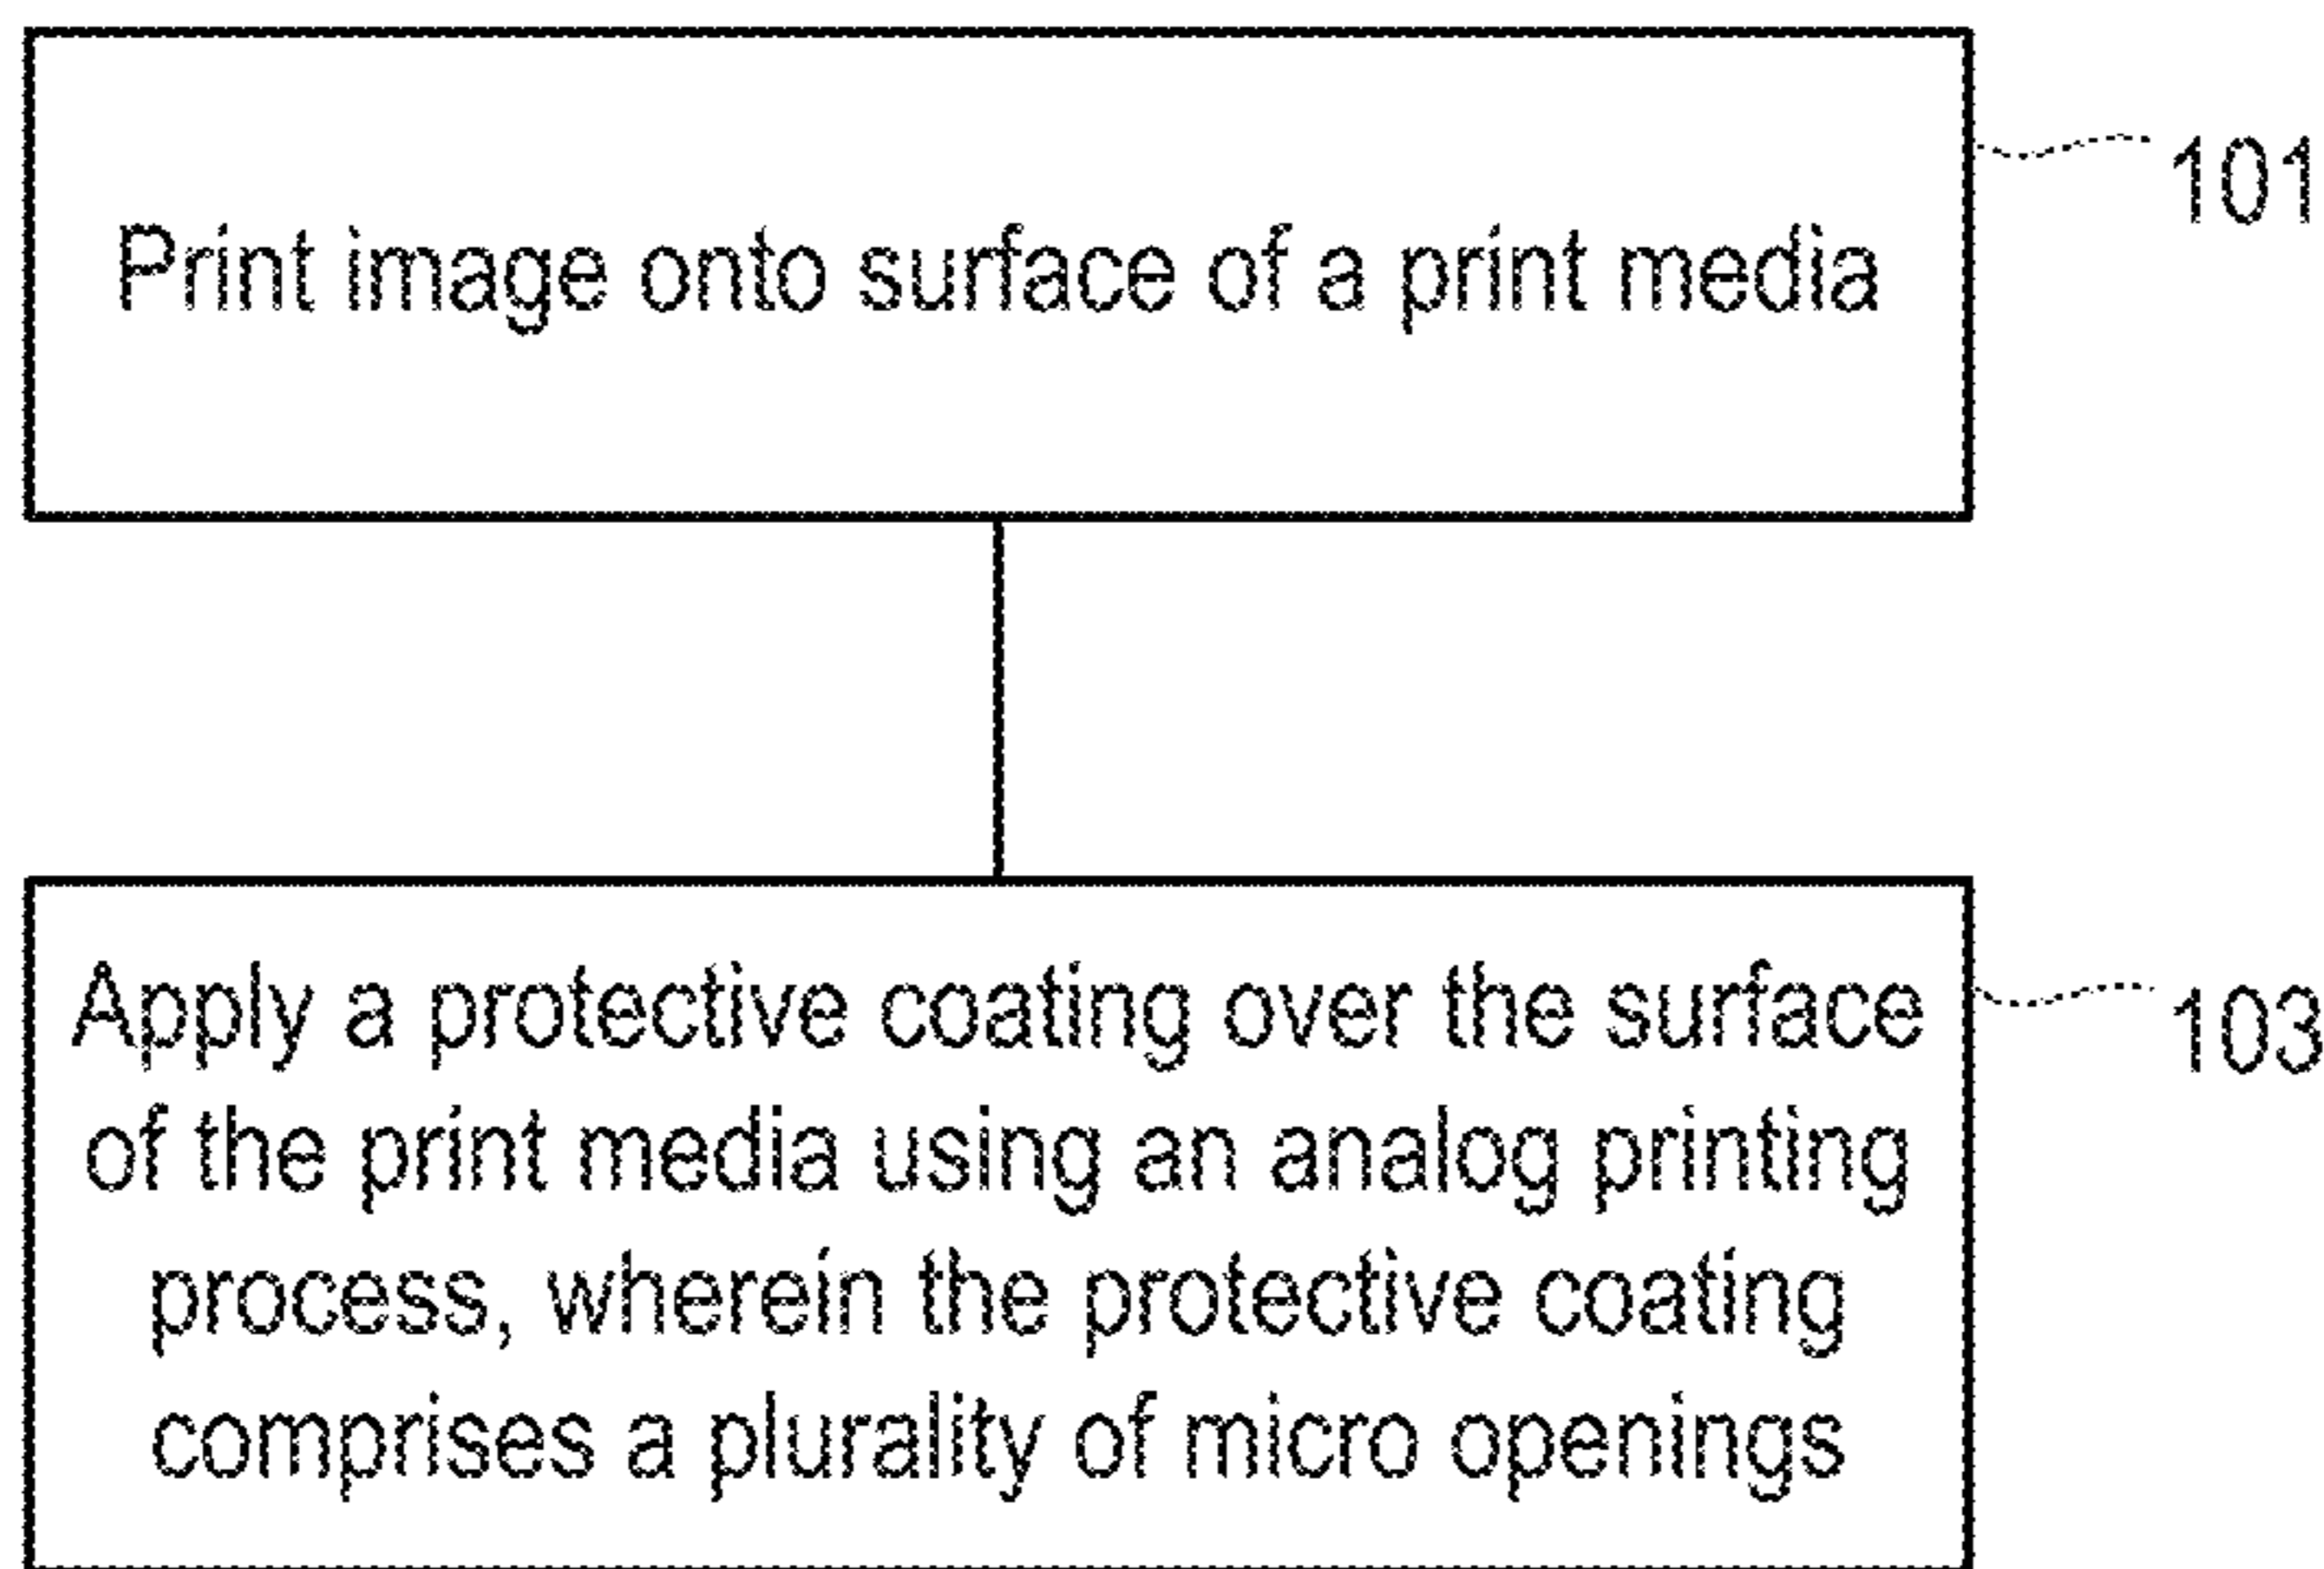 Print image onto surface of a print media
101
Apply a protective coating over the surface
of the print media using an analog printing
process, wherein the protective coating
comprises a plurality of micro openings
103